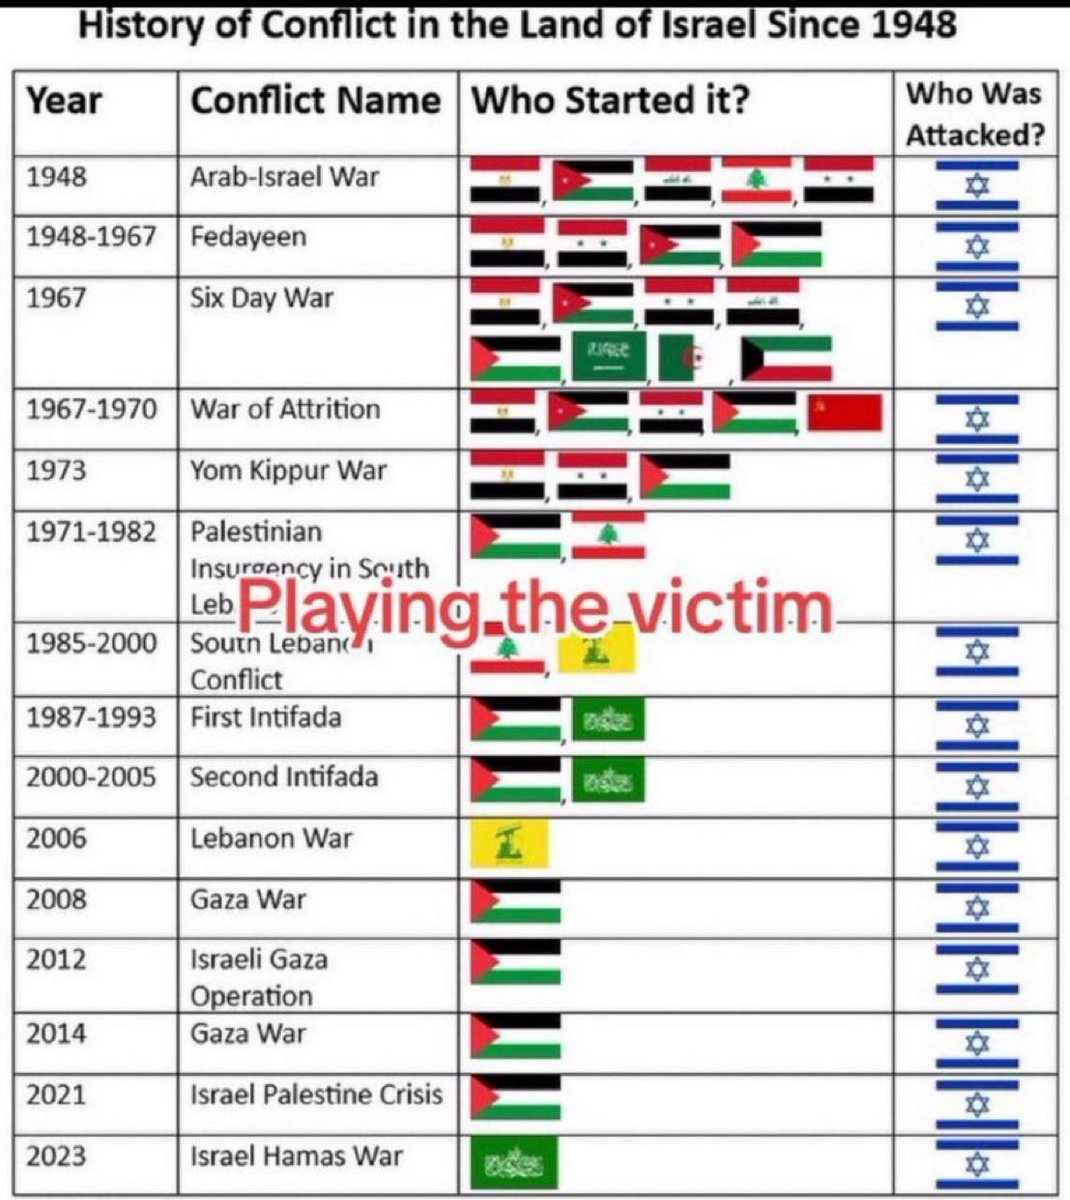 History of Conflict in the Land of Israel Since 1948
Year Conflict Name Who Started it? Who Was Attacked?
1948 Arab-Israel War
1948-1967 Fedayeen
1967 Six Day War
1967-1970 War of Attrition
1973 Yom Kippur War
1971-1982 Palestinian
Insurgency in South
Leb
Playing the victim
1985-2000 South Lebanon
Conflict
1987-1993 First Intifada
2000-2005 Second Intifada
2006 Lebanon War
2008 Gaza War
2012 Israeli Gaza
Operation
2014 Gaza War
2021 Israel Palestine Crisis
2023 Israel Hamas War